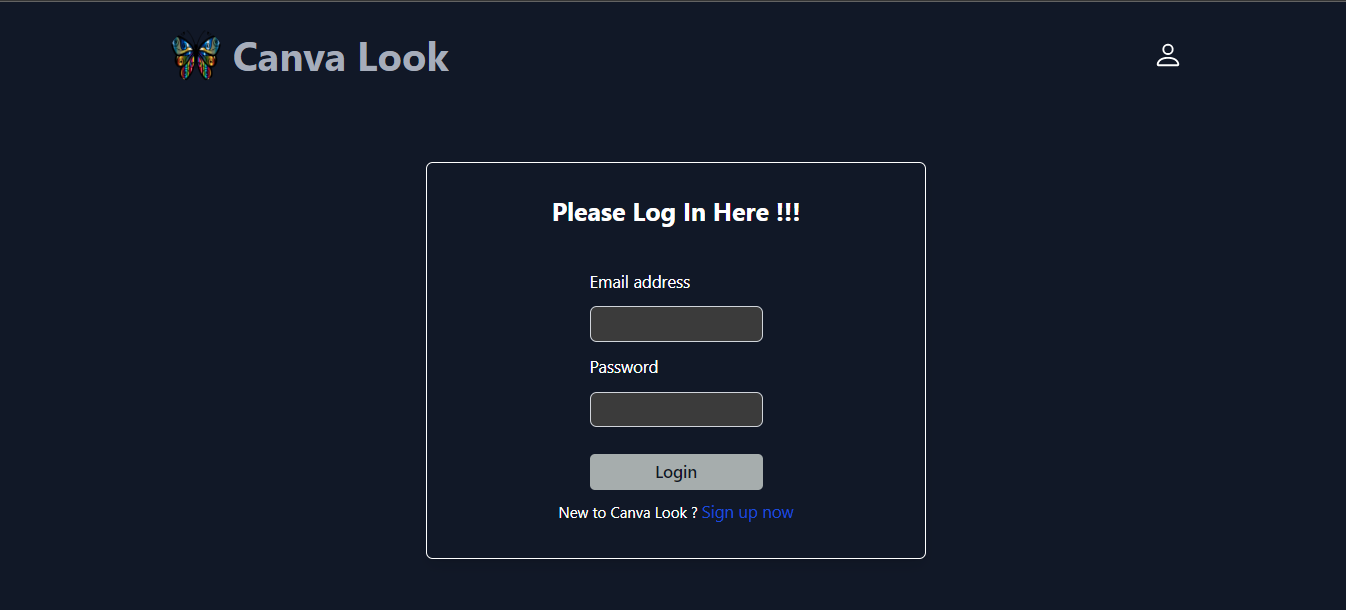 Canva Look
Please Log In Here !!!
Email address
Password
Login
New to Canva Look ? Sign up now